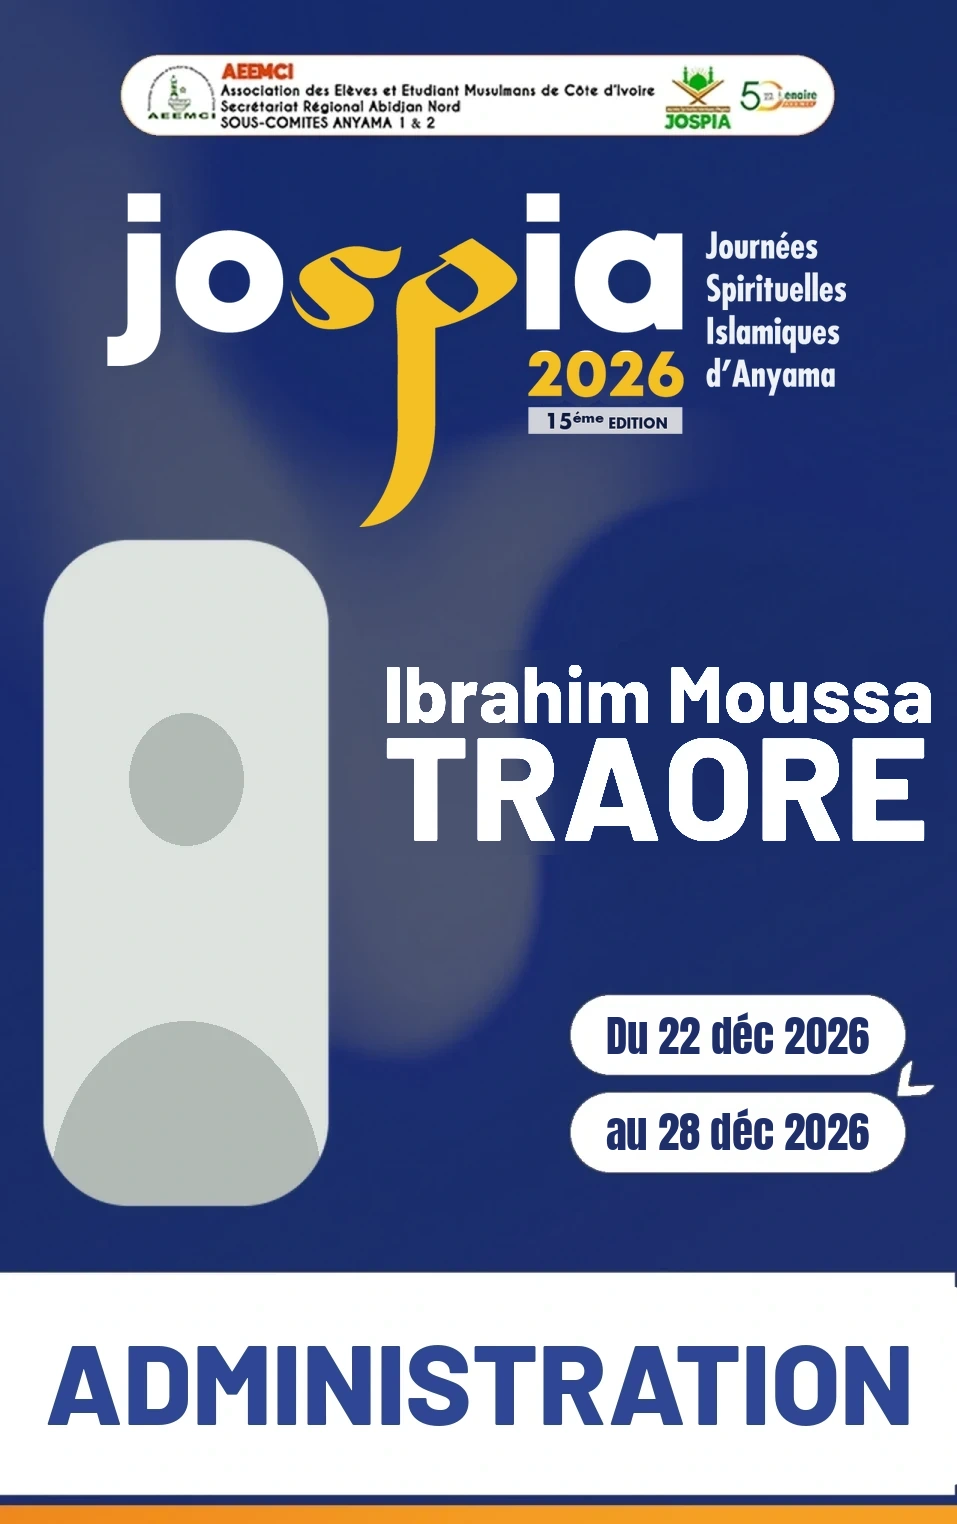 AEEMCI
Association des Elèves et Etudiant Musulmans de Côte d'Ivoire
Secrétariat Régional Abidjan Nord
SOUS-COMITES ANYAMA 1 & 2
AEEMCI
JOSPIA
jospia
2026
15éme EDITION
Journées
Spirituelles
Islamiques
d'Anyama
Ibrahim Moussa
TRAORE
Du 22 déc 2026
au 28 déc 2026
ADMINISTRATION